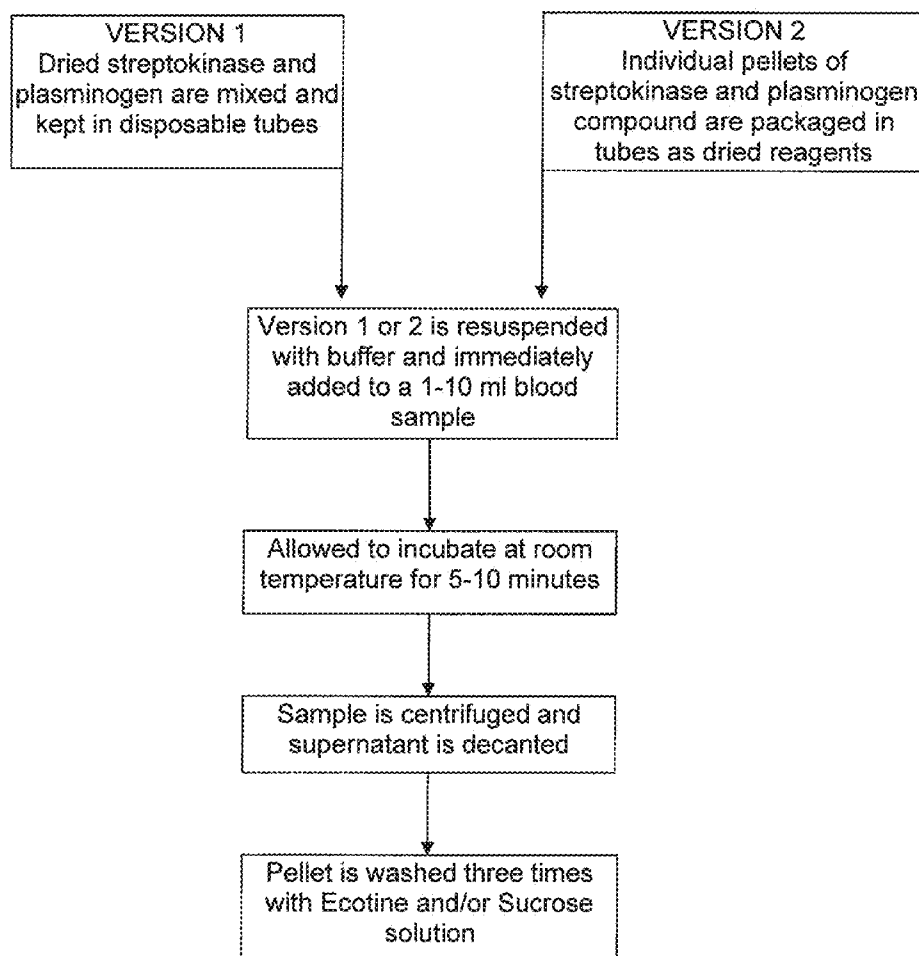 VERSION 1
Dried streptokinase and
plasminogen are mixed and
kept in disposable tubes
VERSION 2
Individual pellets of
streptokinase and plasminogen
compound are packaged in
tubes as dried reagents
Version 1 or 2 is resuspended
with buffer and immediately
added to a 1-10 ml blood
sample
Allowed to incubate at room
temperature for 5-10 minutes
Sample is centrifuged and
supernatant is decanted
Pellet is washed three times
with Ecotine and/or Sucrose
solution